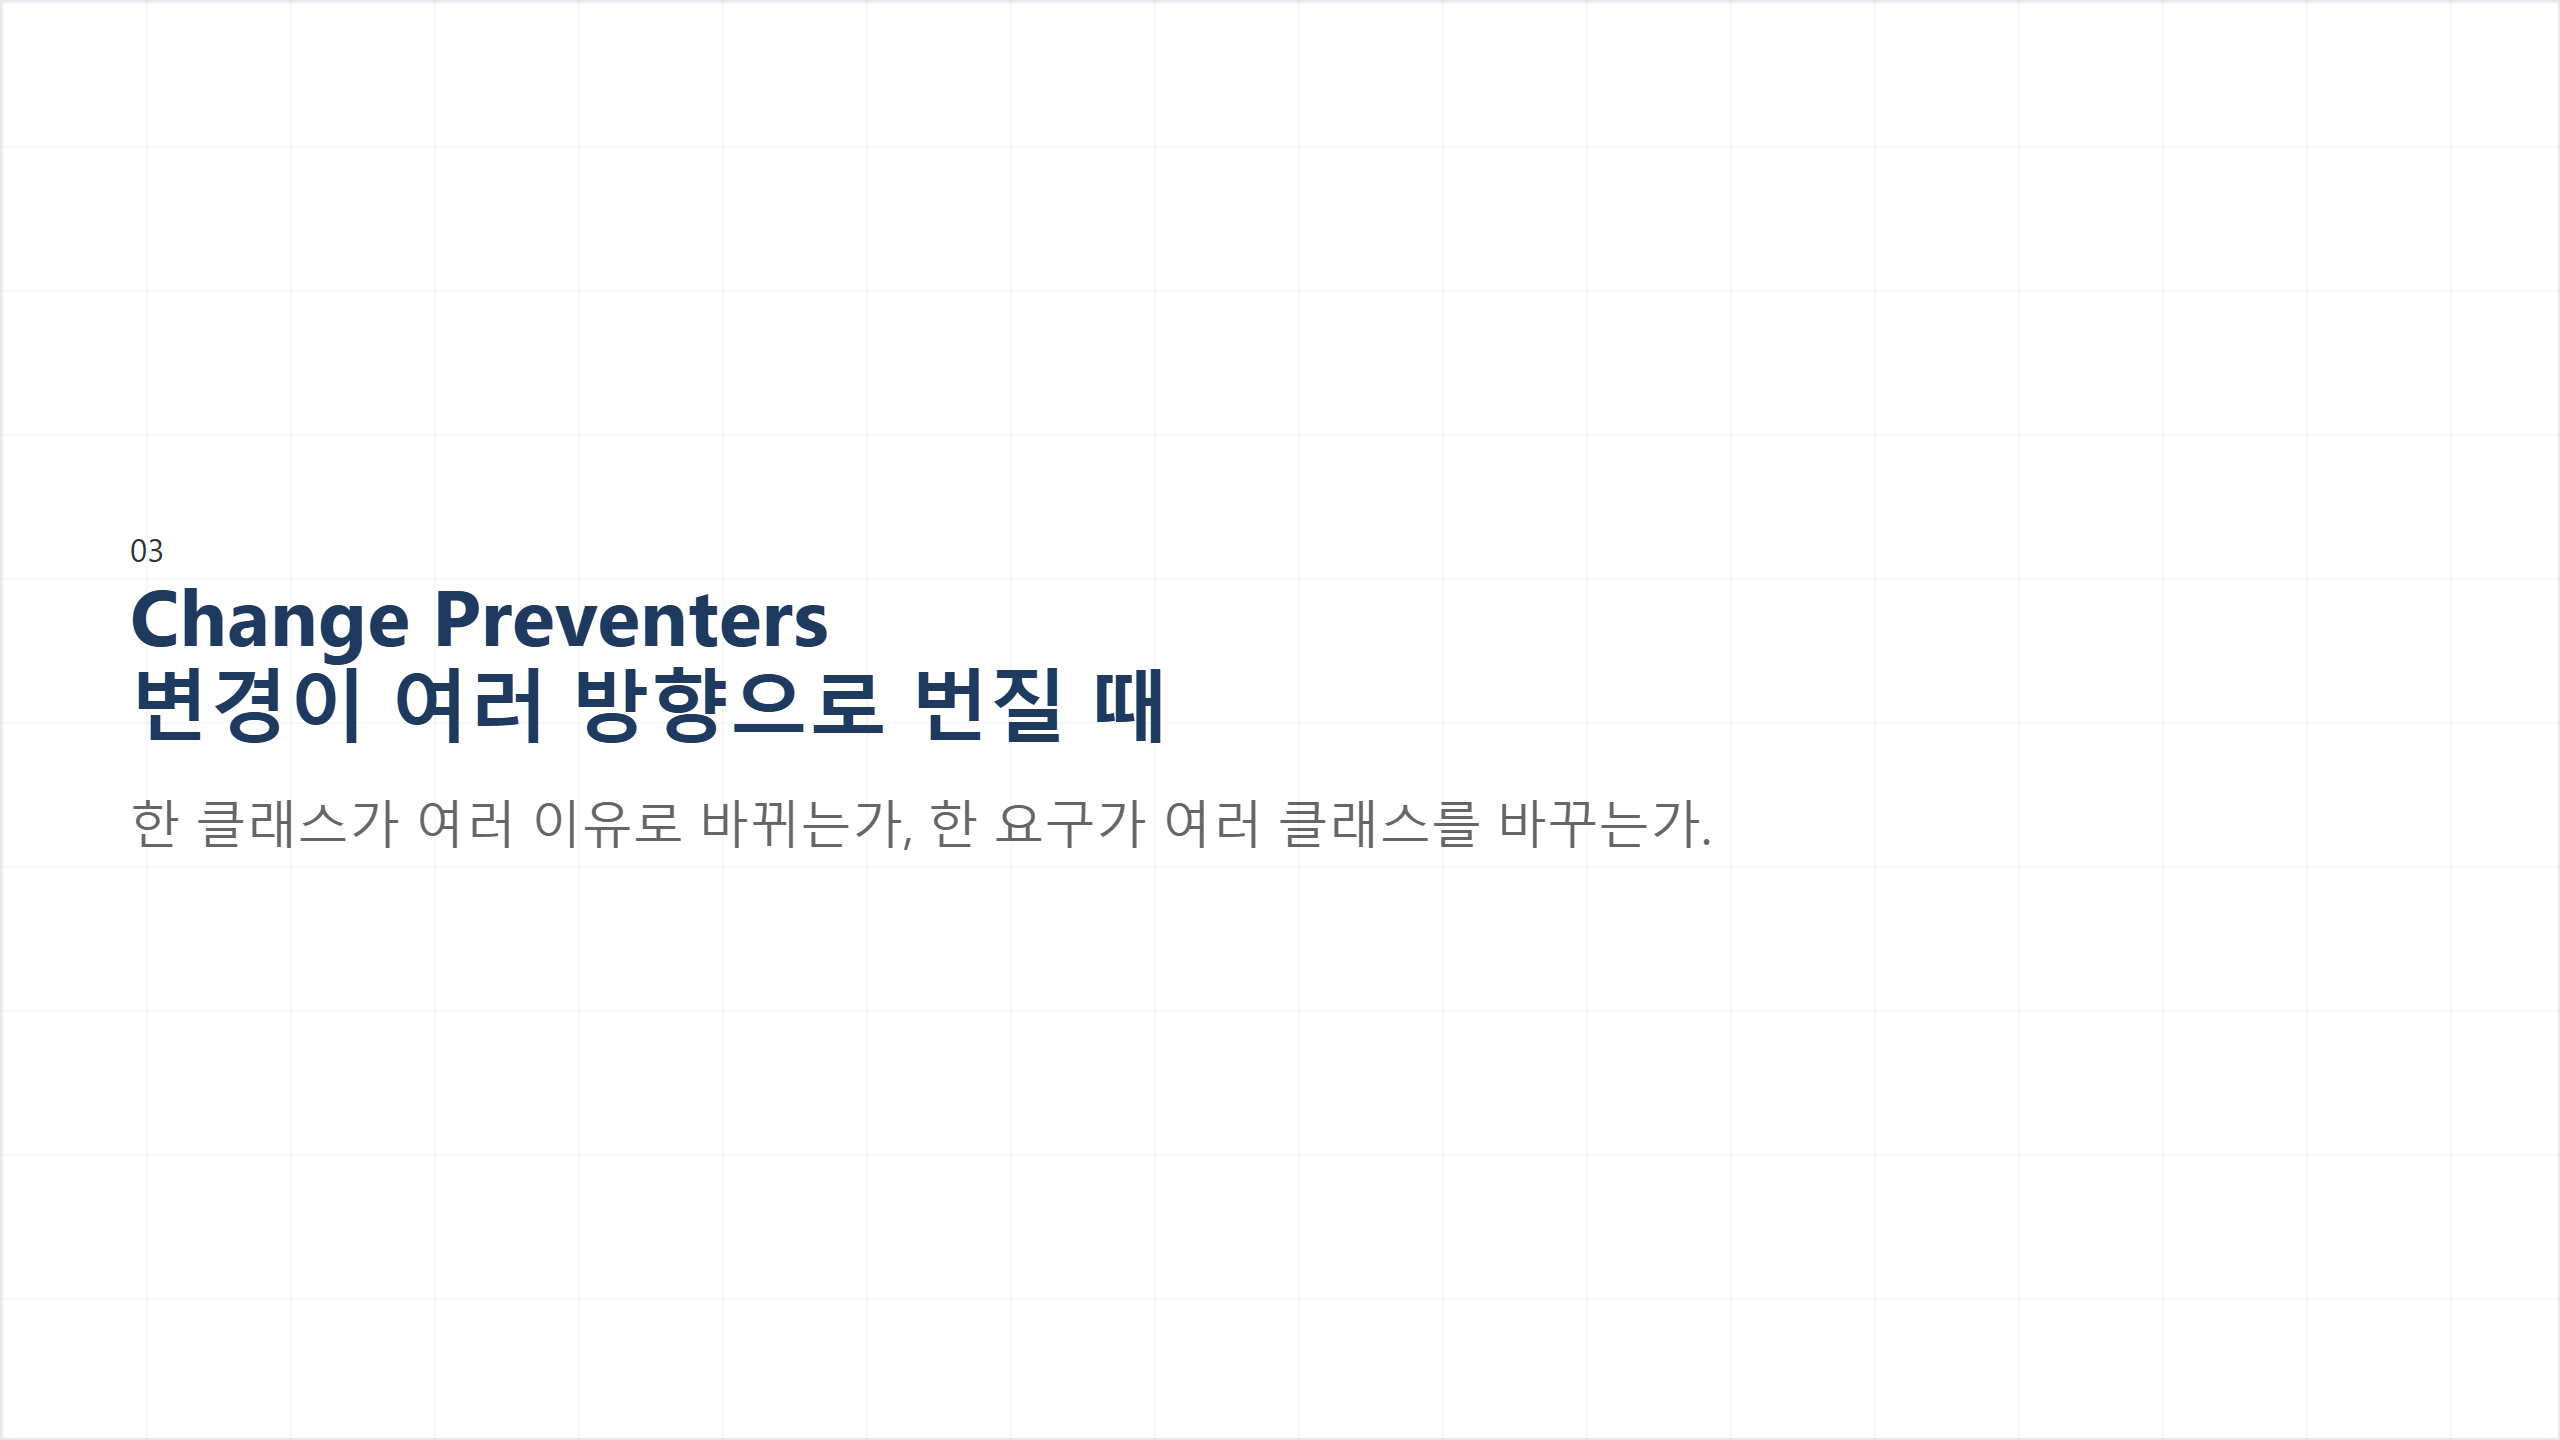 03
Change Preventers
변경이 여러 방향으로 번질 때
한 클래스가 여러 이유로 바뀌는가, 한 요구가 여러 클래스를 바꾸는가.